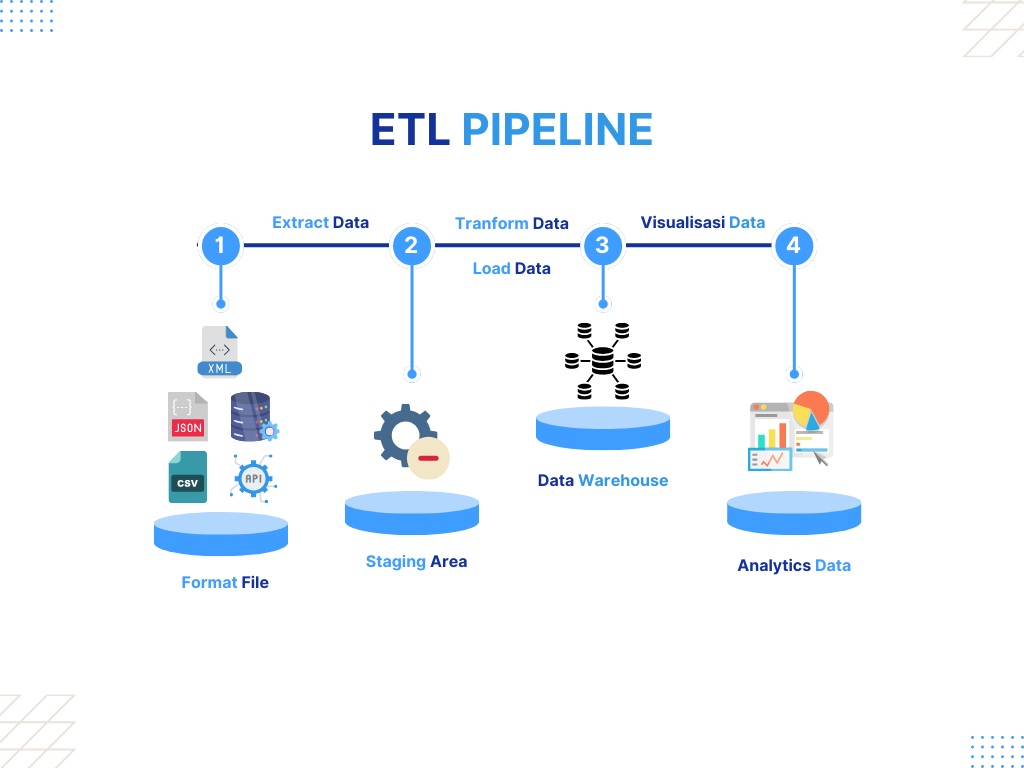 ETL PIPELINE
Extract Data
Tranform Data
Visualisasi Data
1
2
3
4
Load Data
XML
{...}
JSON
CSV
API
Data Warehouse
Staging Area
Analytics Data
Format File